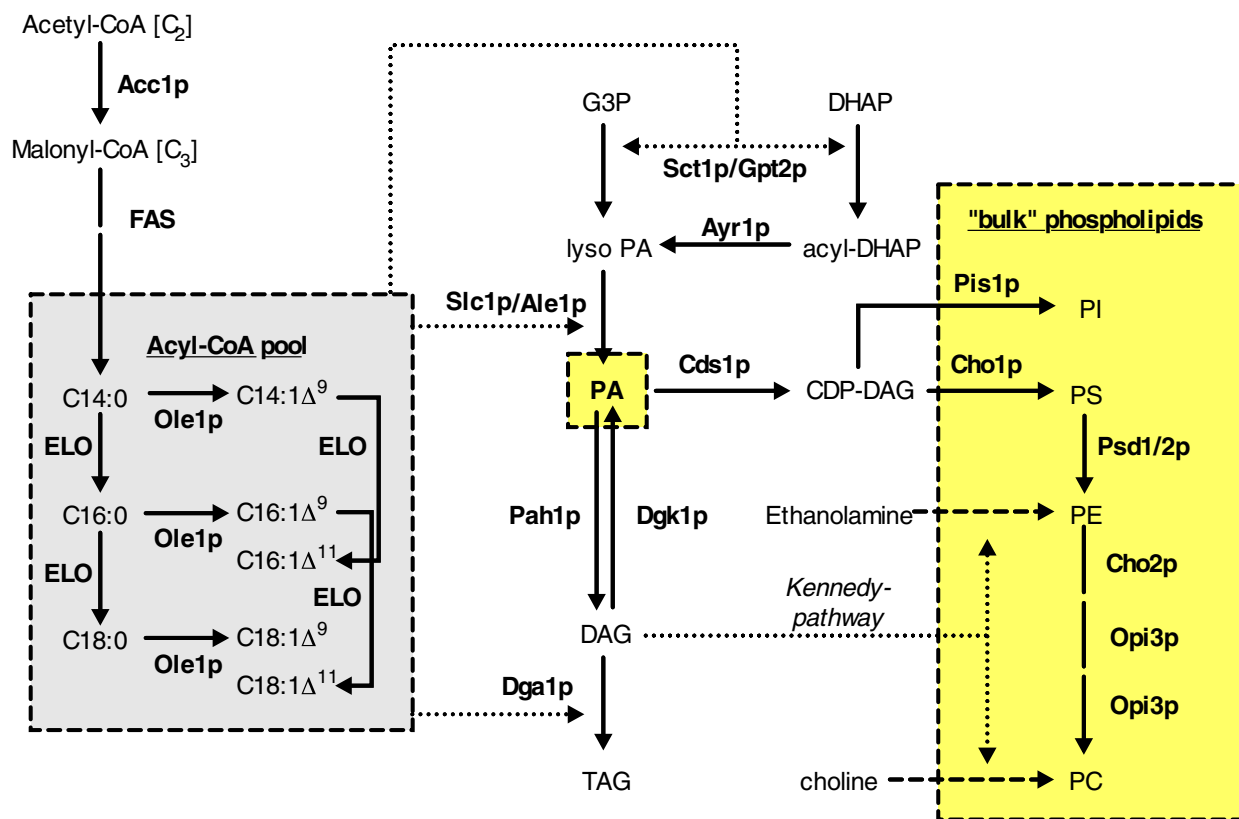 Acetyl-CoA [C2]
Acc1p
Malonyl-CoA [C3]
FAS
Acyl-CoA pool
C14:0
Ole1p
C14:1Δ9
ELO
ELO
C16:0
Ole1p
C16:1Δ9
C16:1Δ11
ELO
ELO
C18:0
Ole1p
C18:1Δ9
C18:1Δ11
G3P
DHAP
Sct1p/Gpt2p
lyso PA
Ayr1p
acyl-DHAP
Slc1p/Ale1p
PA
Cds1p
CDP-DAG
Pah1p
Dgk1p
DAG
Kennedy-
pathway
Dga1p
TAG
"bulk" phospholipids
Pis1p
PI
Cho1p
PS
Psd1/2p
Ethanolamine
PE
Cho2p
Opi3p
Opi3p
choline
PC